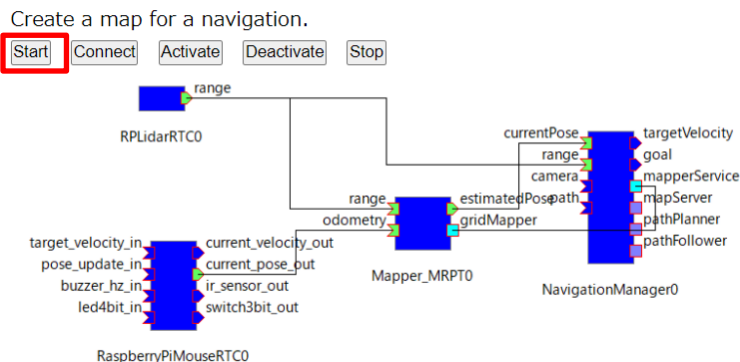 Create a map for a navigation.
Start Connect Activate Deactivate Stop
range
RPLidarRTC0
currentPose targetVelocity
range goal
camera mapperService
path mapServer
pathPlanner
pathFollower
NavigationManager0
range estimatedPose
odometry gridMapper
Mapper_MRPT0
target_velocity_in current_velocity_out
pose_update_in current_pose_out
buzzer_hz_in ir_sensor_out
led4bit_in switch3bit_out
RaspberryPiMouseRTC0